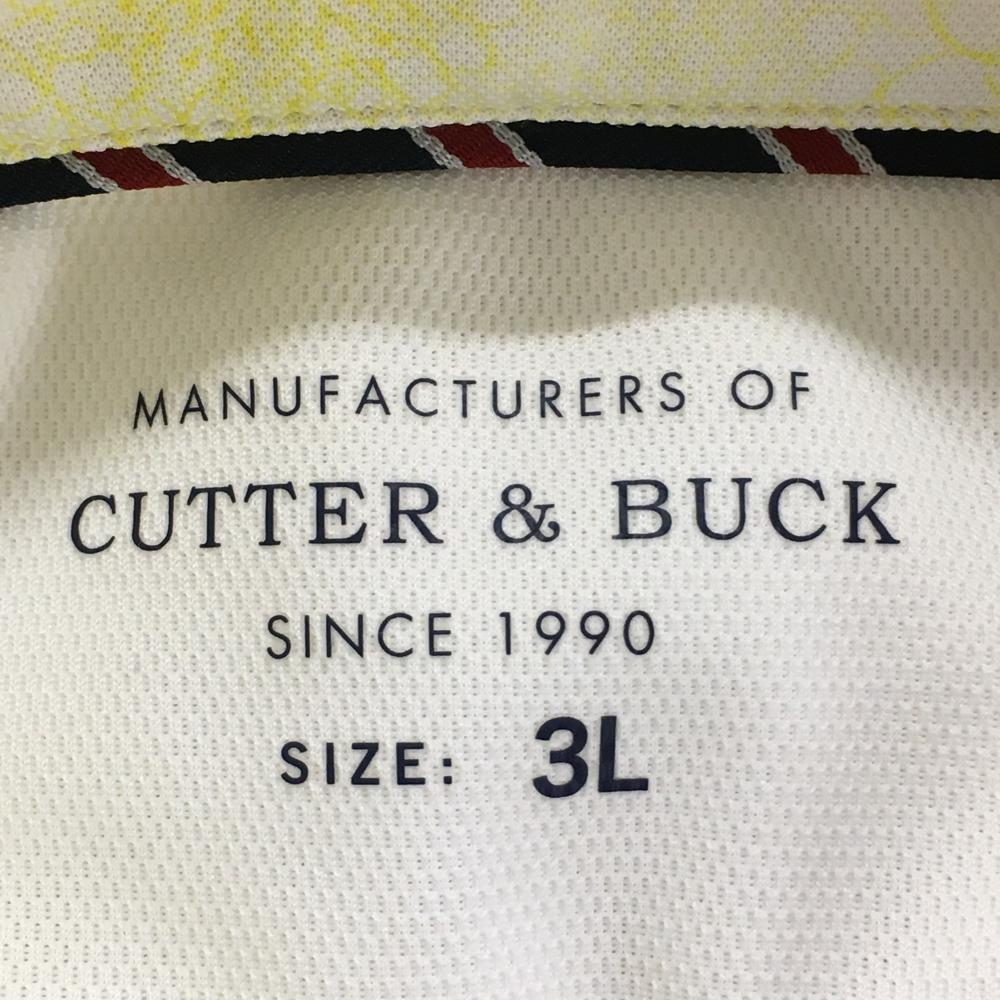 MANUFACTURERS OF
CUTTER & BUCK
SINCE 1990
SIZE: 3L